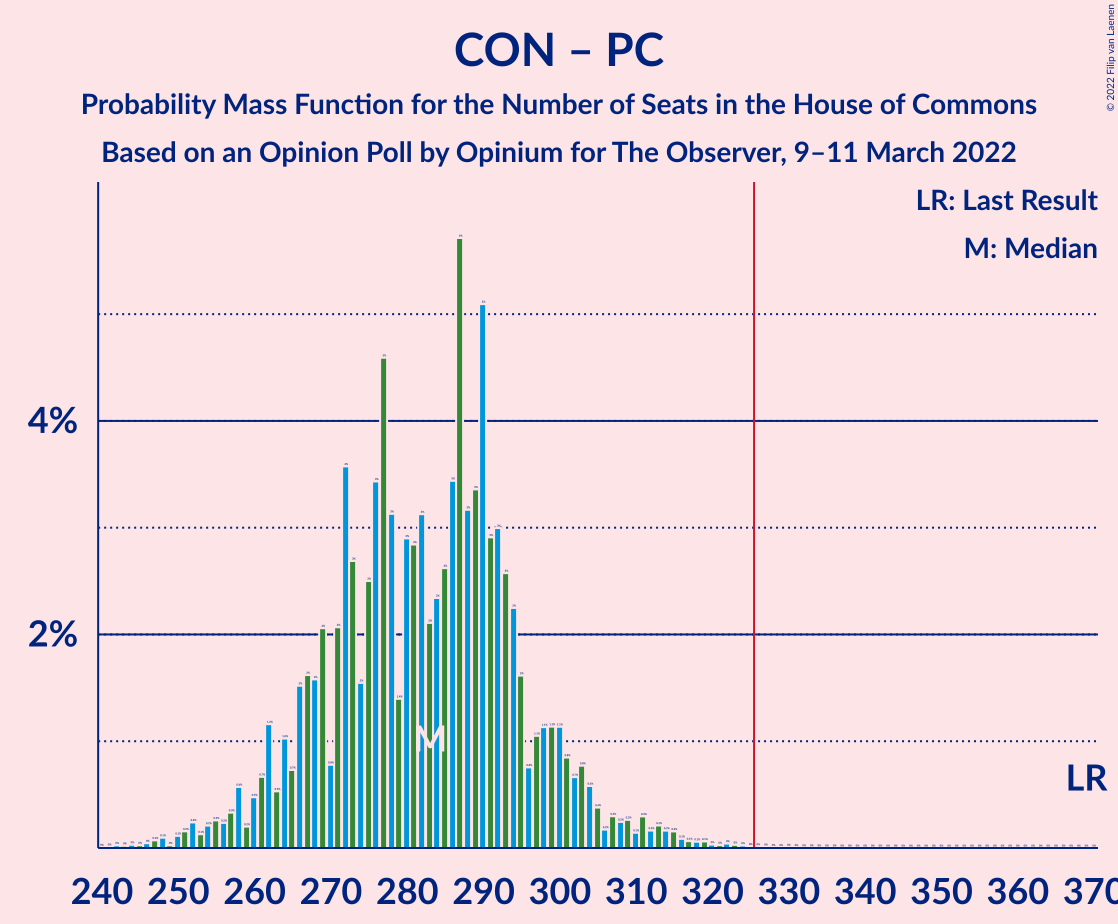 CON – PC
Probability Mass Function for the Number of Seats in the House of Commons
Based on an Opinion Poll by Opinium for The Observer, 9–11 March 2022
© 2022 Filip van Laenen
LR: Last Result
M: Median
4%
2%
M
LR
240 250 260 270 280 290 300 310 320 330 340 350 360 370